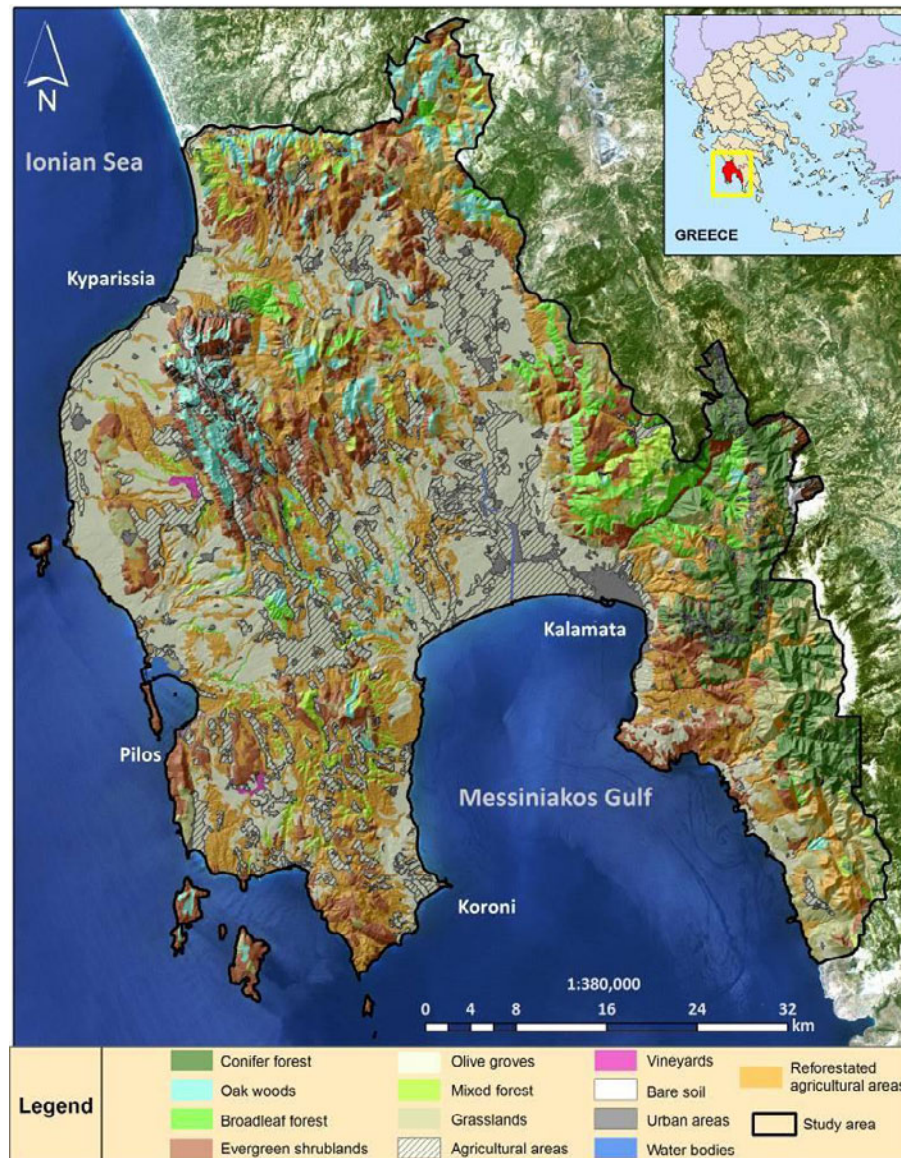 N
Ionian Sea
GREECE
Kyparissia
Kalamata
Pilos
Messiniakos Gulf
Koroni
1:380,000
0 4 8 16 24 32
km
Legend
Conifer forest
Oak woods
Broadleaf forest
Evergreen shrublands
Olive groves
Mixed forest
Grasslands
Agricultural areas
Vineyards
Bare soil
Urban areas
Water bodies
Reforestated
agricultural areas
Study area